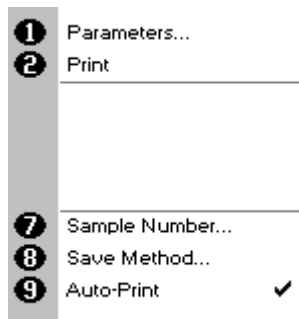 1 Parameters...
2 Print
7 Sample Number...
8 Save Method...
9 Auto-Print ✓